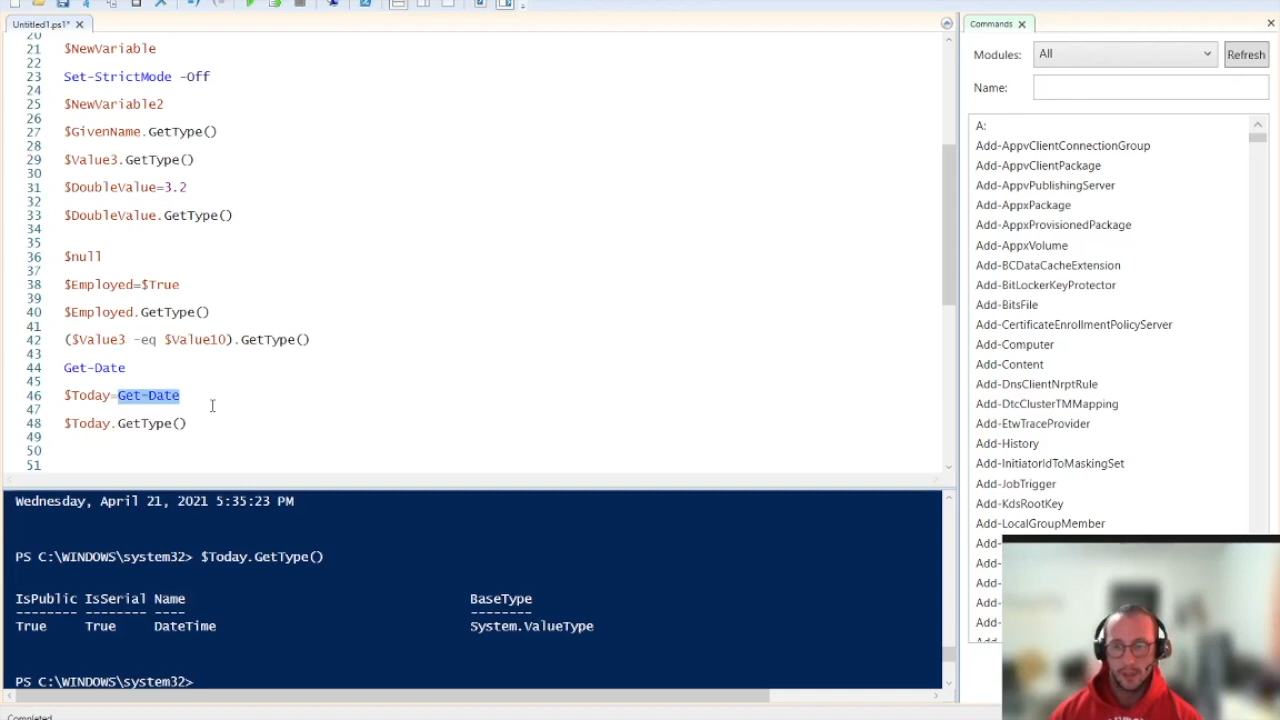 Untitled1.ps1*
20
21 $NewVariable
22
23 Set-StrictMode -Off
24
25 $NewVariable2
26
27 $GivenName.GetType()
28
29 $Value3.GetType()
30
31 $DoubleValue=3.2
32
33 $DoubleValue.GetType()
34
35
36 $null
37
38 $Employed=$True
39
40 $Employed.GetType()
41
42 ($Value3 -eq $Value10).GetType()
43
44 Get-Date
45
46 $Today=Get-Date
47
48 $Today.GetType()
49
50
51
Wednesday, April 21, 2021 5:35:23 PM
PS C:\WINDOWS\system32> $Today.GetType()
IsPublic IsSerial Name BaseType
-------- -------- ---- --------
True True DateTime System.ValueType
PS C:\WINDOWS\system32>
Completed
Commands
Modules: All Refresh
Name:
A:
Add-AppvClientConnectionGroup
Add-AppvClientPackage
Add-AppvPublishingServer
Add-AppxPackage
Add-AppxProvisionedPackage
Add-AppxVolume
Add-BCDataCacheExtension
Add-BitLockerKeyProtector
Add-BitsFile
Add-CertificateEnrollmentPolicyServer
Add-Computer
Add-Content
Add-DnsClientNrptRule
Add-DtcClusterTMMapping
Add-EtwTraceProvider
Add-History
Add-InitiatorIdToMaskingSet
Add-JobTrigger
Add-KdsRootKey
Add-LocalGroupMember
Add-
Add-
Add-
Add-
Add-